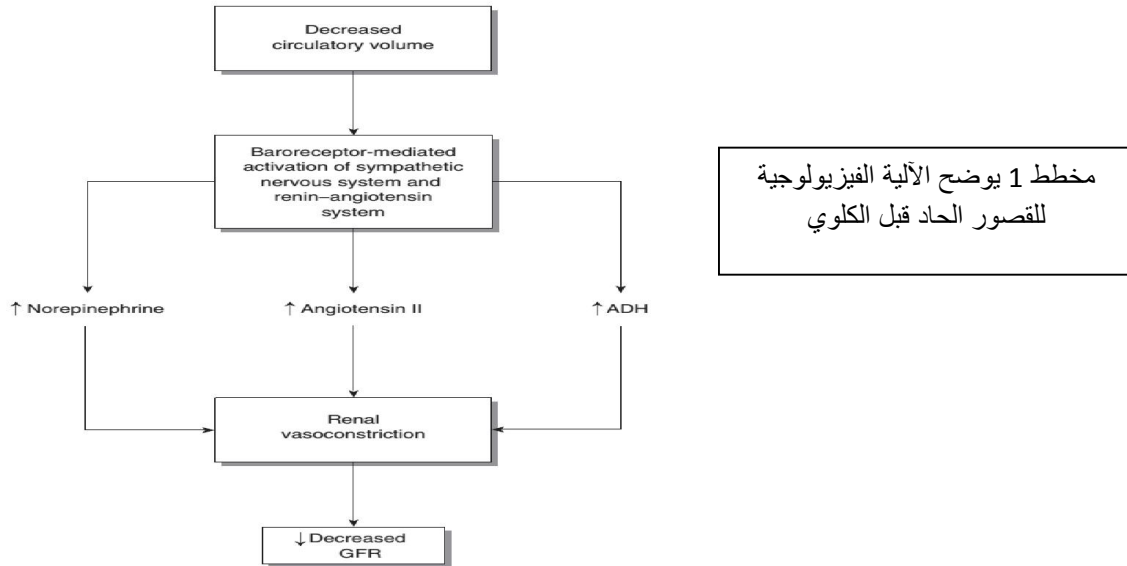 Decreased
circulatory volume
Baroreceptor-mediated
activation of sympathetic
nervous system and
renin–angiotensin
system
مخطط 1 يوضح الآلية الفيزيولوجية
للقصور الحاد قبل الكلوي
↑ Norepinephrine
↑ Angiotensin II
↑ ADH
Renal
vasoconstriction
↓ Decreased
GFR